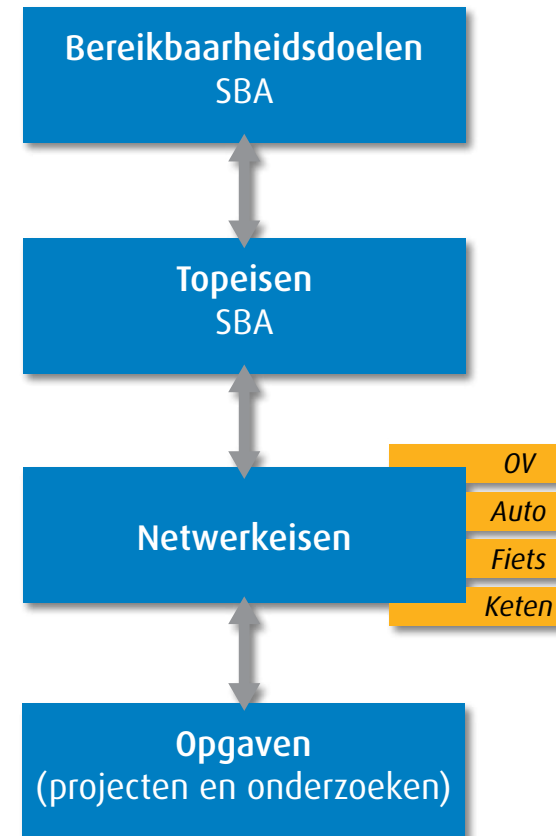 Bereikbaarheidsdoelen
SBA
Topeisen
SBA
Netwerkeisen
OV
Auto
Fiets
Keten
Opgaven
(projecten en onderzoeken)